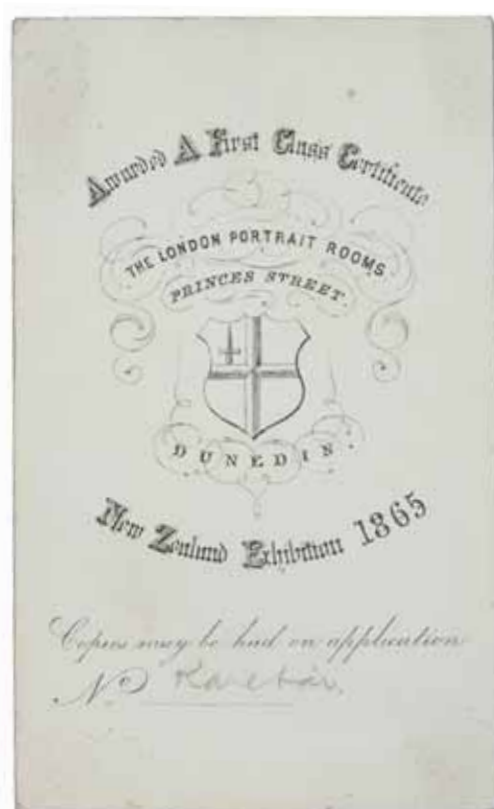 Awarded A First Class Certificate
THE LONDON PORTRAIT ROOMS
PRINCES STREET.
DUNEDIN.
New Zealand Exhibition 1865
Copies may be had on application
No